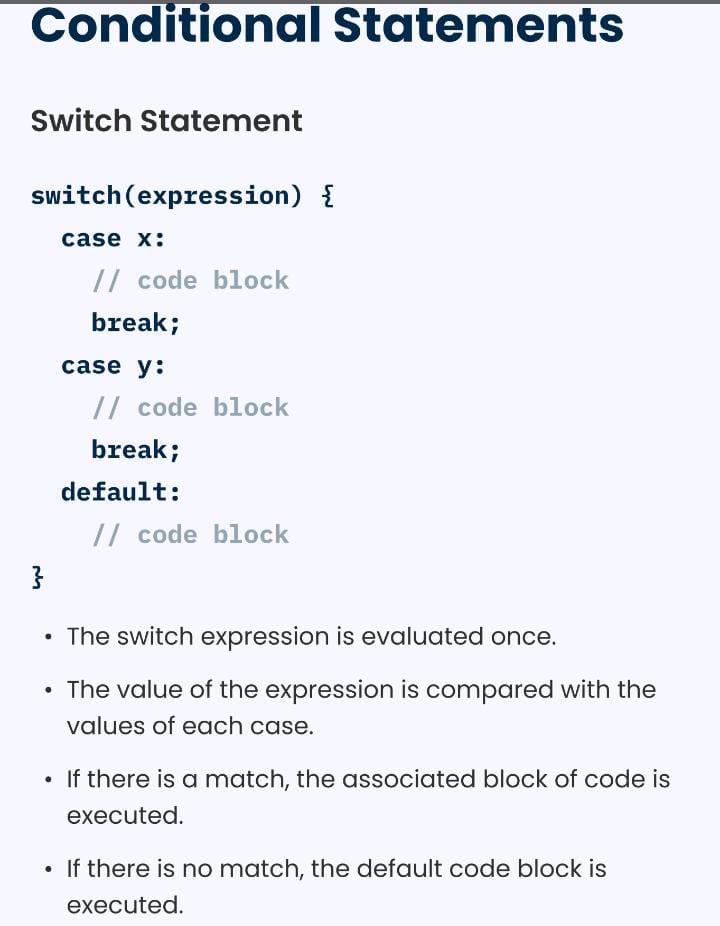 Conditional Statements
Switch Statement
switch(expression) {
  case x:
    // code block
    break;
  case y:
    // code block
    break;
  default:
    // code block
}
• The switch expression is evaluated once.
• The value of the expression is compared with the
values of each case.
• If there is a match, the associated block of code is
executed.
• If there is no match, the default code block is
executed.